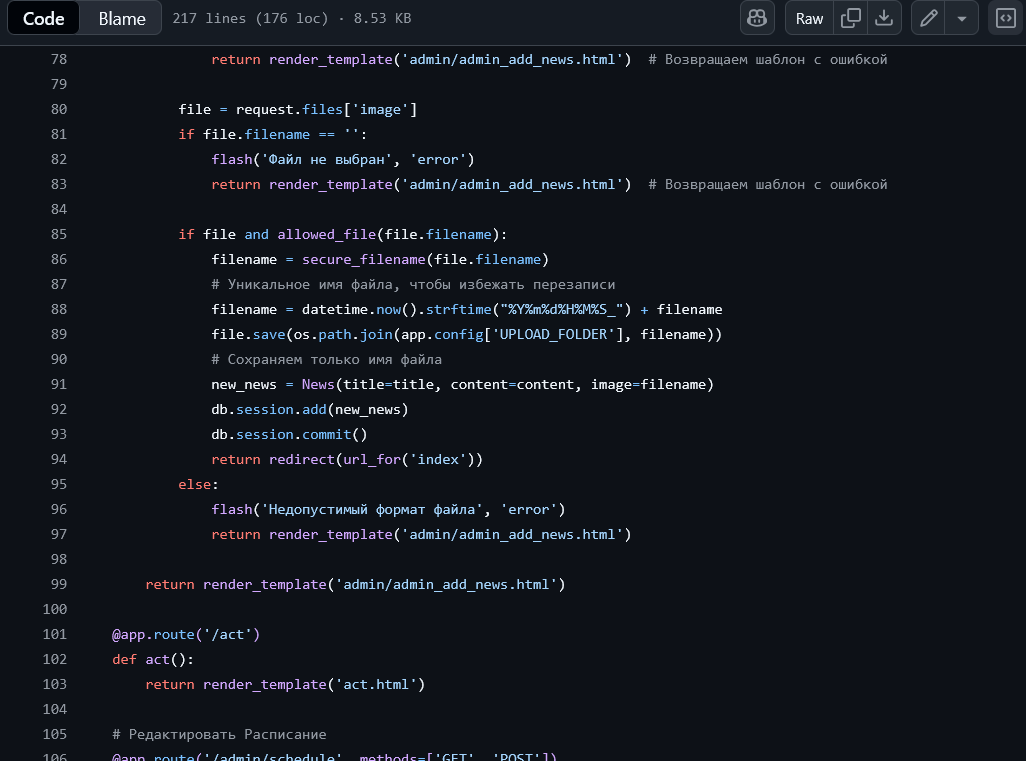 Code Blame 217 lines (176 loc) · 8.53 KB Raw
78 return render_template('admin/admin_add_news.html') # Возвращаем шаблон с ошибкой
79
80 file = request.files['image']
81 if file.filename == '':
82 flash('Файл не выбран', 'error')
83 return render_template('admin/admin_add_news.html') # Возвращаем шаблон с ошибкой
84
85 if file and allowed_file(file.filename):
86 filename = secure_filename(file.filename)
87 # Уникальное имя файла, чтобы избежать перезаписи
88 filename = datetime.now().strftime("%Y%m%d%H%M%S_") + filename
89 file.save(os.path.join(app.config['UPLOAD_FOLDER'], filename))
90 # Сохраняем только имя файла
91 new_news = News(title=title, content=content, image=filename)
92 db.session.add(new_news)
93 db.session.commit()
94 return redirect(url_for('index'))
95 else:
96 flash('Недопустимый формат файла', 'error')
97 return render_template('admin/admin_add_news.html')
98
99 return render_template('admin/admin_add_news.html')
100
101 @app.route('/act')
102 def act():
103 return render_template('act.html')
104
105 # Редактировать Расписание
106 @app.route('/admin/schedule', methods=['GET', 'POST'])